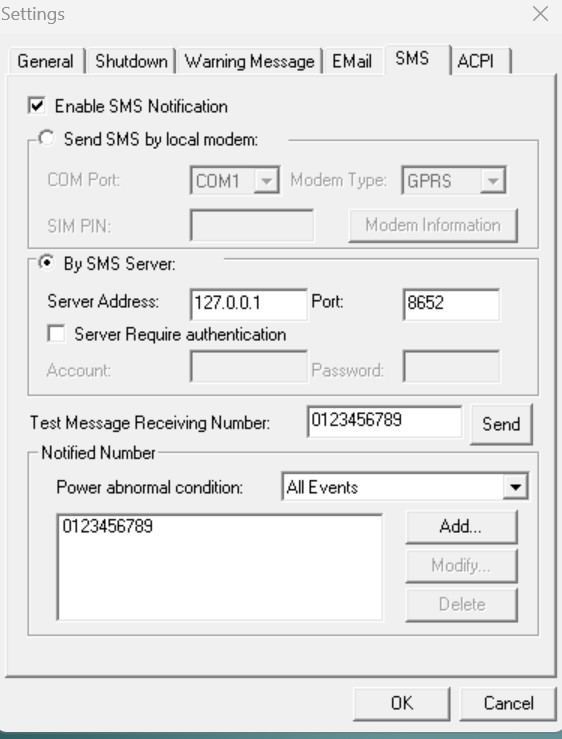 Settings
General Shutdown Warning Message EMail SMS ACPI
Enable SMS Notification
Send SMS by local modem:
COM Port: COM1 Modem Type: GPRS
SIM PIN: Modem Information
By SMS Server:
Server Address: 127.0.0.1 Port: 8652
Server Require authentication
Account: Password:
Test Message Receiving Number: 0123456789 Send
Notified Number
Power abnormal condition: All Events
0123456789 Add...
Modify...
Delete
OK Cancel